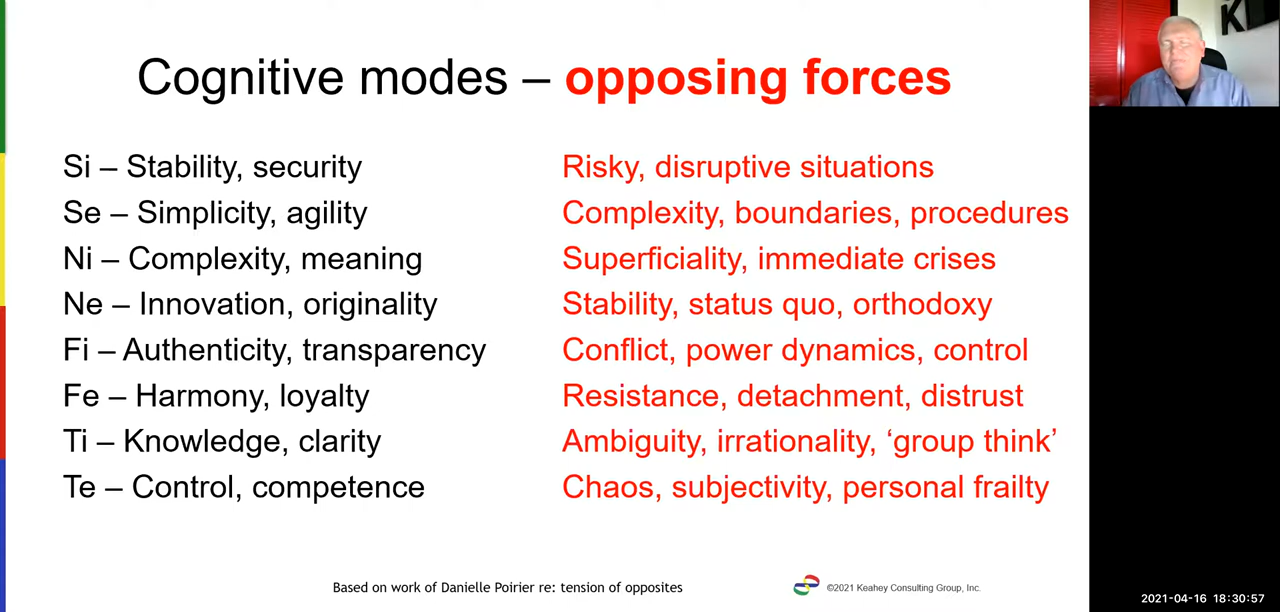 Cognitive modes – opposing forces
Si – Stability, security Risky, disruptive situations
Se – Simplicity, agility Complexity, boundaries, procedures
Ni – Complexity, meaning Superficiality, immediate crises
Ne – Innovation, originality Stability, status quo, orthodoxy
Fi – Authenticity, transparency Conflict, power dynamics, control
Fe – Harmony, loyalty Resistance, detachment, distrust
Ti – Knowledge, clarity Ambiguity, irrationality, ‘group think’
Te – Control, competence Chaos, subjectivity, personal frailty
Based on work of Danielle Poirier re: tension of opposites
©2021 Keahey Consulting Group, Inc.
K
2021-04-16 18:30:57